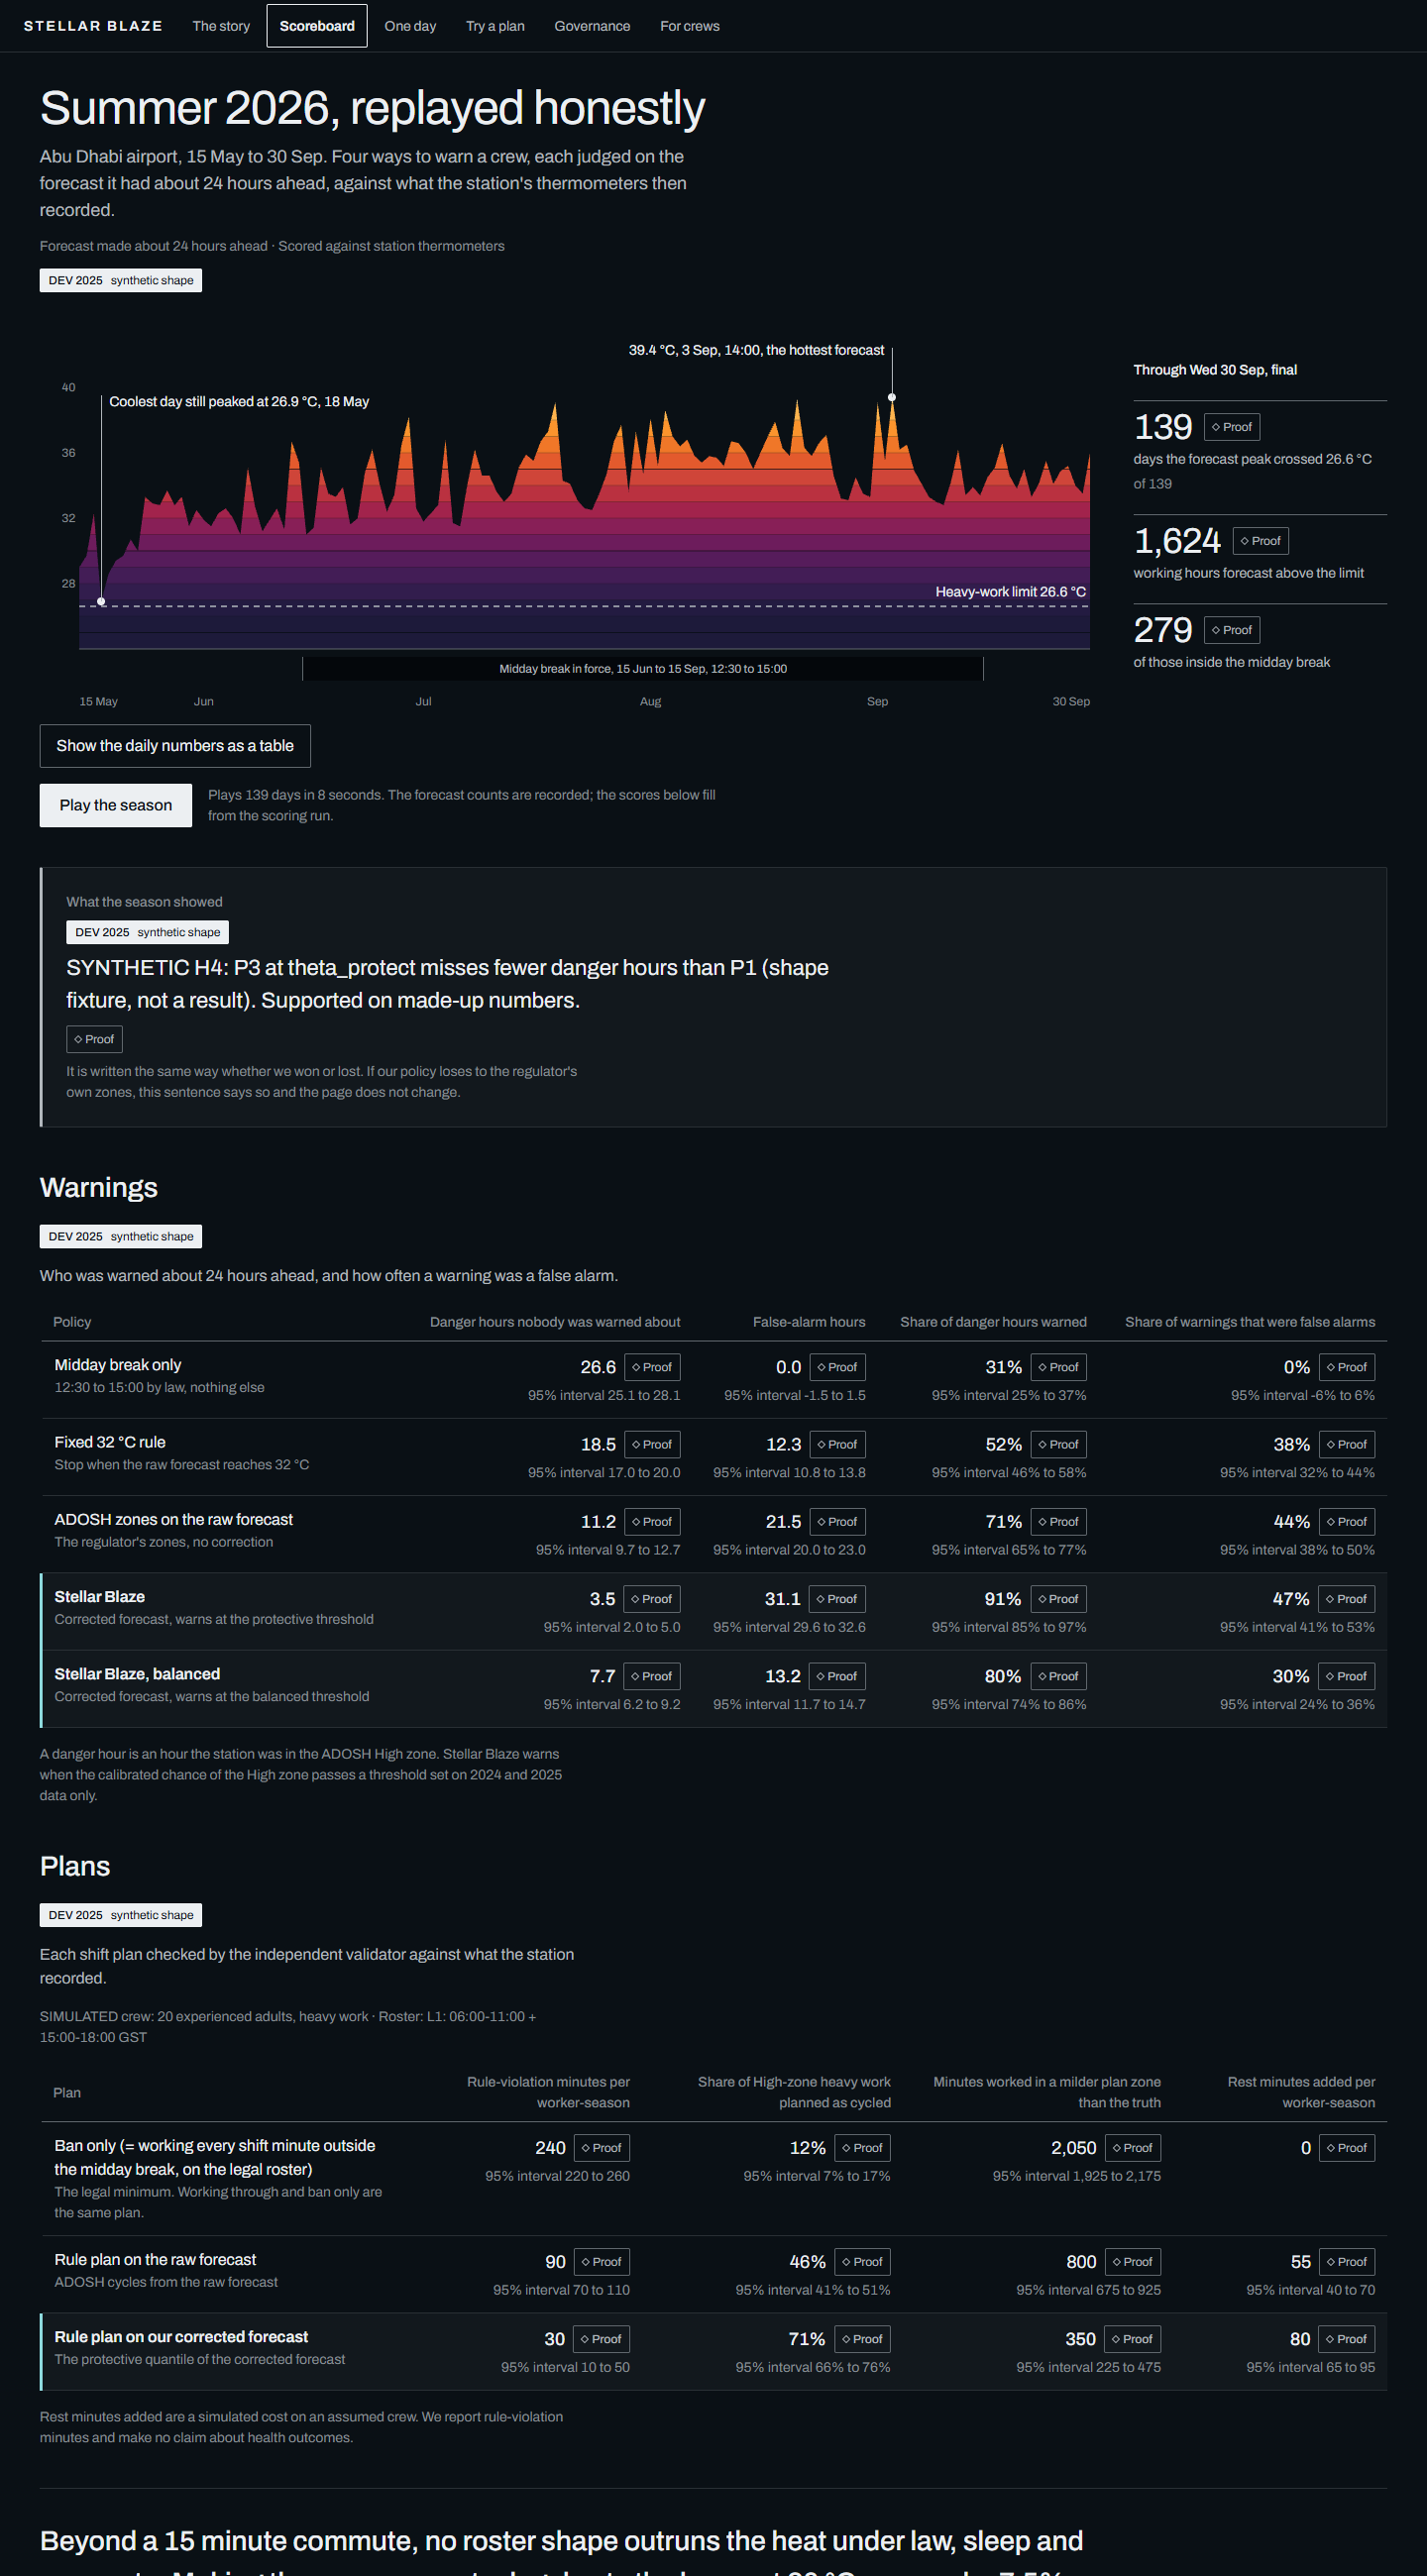 STELLAR BLAZE The story Scoreboard One day Try a plan Governance For crews
Summer 2026, replayed honestly
Abu Dhabi airport, 15 May to 30 Sep. Four ways to warn a crew, each judged on the
forecast it had about 24 hours ahead, against what the station's thermometers then
recorded.
Forecast made about 24 hours ahead · Scored against station thermometers
DEV 2025 synthetic shape
39.4 °C, 3 Sep, 14:00, the hottest forecast
Coolest day still peaked at 26.9 °C, 18 May
40
36
32
28
Heavy-work limit 26.6 °C
Midday break in force, 15 Jun to 15 Sep, 12:30 to 15:00
15 May Jun Jul Aug Sep 30 Sep
Through Wed 30 Sep, final
139 ◇ Proof
days the forecast peak crossed 26.6 °C
of 139
1,624 ◇ Proof
working hours forecast above the limit
279 ◇ Proof
of those inside the midday break
Show the daily numbers as a table
Play the season
Plays 139 days in 8 seconds. The forecast counts are recorded; the scores below fill
from the scoring run.
What the season showed
DEV 2025 synthetic shape
SYNTHETIC H4: P3 at theta_protect misses fewer danger hours than P1 (shape
fixture, not a result). Supported on made-up numbers.
◇ Proof
It is written the same way whether we won or lost. If our policy loses to the regulator's
own zones, this sentence says so and the page does not change.
Warnings
DEV 2025 synthetic shape
Who was warned about 24 hours ahead, and how often a warning was a false alarm.
Policy Danger hours nobody was warned about False-alarm hours Share of danger hours warned Share of warnings that were false alarms
Midday break only 26.6 ◇ Proof 0.0 ◇ Proof 31% ◇ Proof 0% ◇ Proof
12:30 to 15:00 by law, nothing else 95% interval 25.1 to 28.1 95% interval -1.5 to 1.5 95% interval 25% to 37% 95% interval -6% to 6%
Fixed 32 °C rule 18.5 ◇ Proof 12.3 ◇ Proof 52% ◇ Proof 38% ◇ Proof
Stop when the raw forecast reaches 32 °C 95% interval 17.0 to 20.0 95% interval 10.8 to 13.8 95% interval 46% to 58% 95% interval 32% to 44%
ADOSH zones on the raw forecast 11.2 ◇ Proof 21.5 ◇ Proof 71% ◇ Proof 44% ◇ Proof
The regulator's zones, no correction 95% interval 9.7 to 12.7 95% interval 20.0 to 23.0 95% interval 65% to 77% 95% interval 38% to 50%
Stellar Blaze 3.5 ◇ Proof 31.1 ◇ Proof 91% ◇ Proof 47% ◇ Proof
Corrected forecast, warns at the protective threshold 95% interval 2.0 to 5.0 95% interval 29.6 to 32.6 95% interval 85% to 97% 95% interval 41% to 53%
Stellar Blaze, balanced 7.7 ◇ Proof 13.2 ◇ Proof 80% ◇ Proof 30% ◇ Proof
Corrected forecast, warns at the balanced threshold 95% interval 6.2 to 9.2 95% interval 11.7 to 14.7 95% interval 74% to 86% 95% interval 24% to 36%
A danger hour is an hour the station was in the ADOSH High zone. Stellar Blaze warns
when the calibrated chance of the High zone passes a threshold set on 2024 and 2025
data only.
Plans
DEV 2025 synthetic shape
Each shift plan checked by the independent validator against what the station
recorded.
SIMULATED crew: 20 experienced adults, heavy work · Roster: L1: 06:00-11:00 +
15:00-18:00 GST
Plan Rule-violation minutes per worker-season Share of High-zone heavy work planned as cycled Minutes worked in a milder plan zone than the truth Rest minutes added per worker-season
Ban only (= working every shift minute outside 240 ◇ Proof 12% ◇ Proof 2,050 ◇ Proof 0 ◇ Proof
the midday break, on the legal roster) 95% interval 220 to 260 95% interval 7% to 17% 95% interval 1,925 to 2,175
The legal minimum. Working through and ban only are
the same plan.
Rule plan on the raw forecast 90 ◇ Proof 46% ◇ Proof 800 ◇ Proof 55 ◇ Proof
ADOSH cycles from the raw forecast 95% interval 70 to 110 95% interval 41% to 51% 95% interval 675 to 925 95% interval 40 to 70
Rule plan on our corrected forecast 30 ◇ Proof 71% ◇ Proof 350 ◇ Proof 80 ◇ Proof
The protective quantile of the corrected forecast 95% interval 10 to 50 95% interval 66% to 76% 95% interval 225 to 475 95% interval 65 to 95
Rest minutes added are a simulated cost on an assumed crew. We report rule-violation
minutes and make no claim about health outcomes.
Beyond a 15 minute commute, no roster shape outruns the heat under law, sleep and